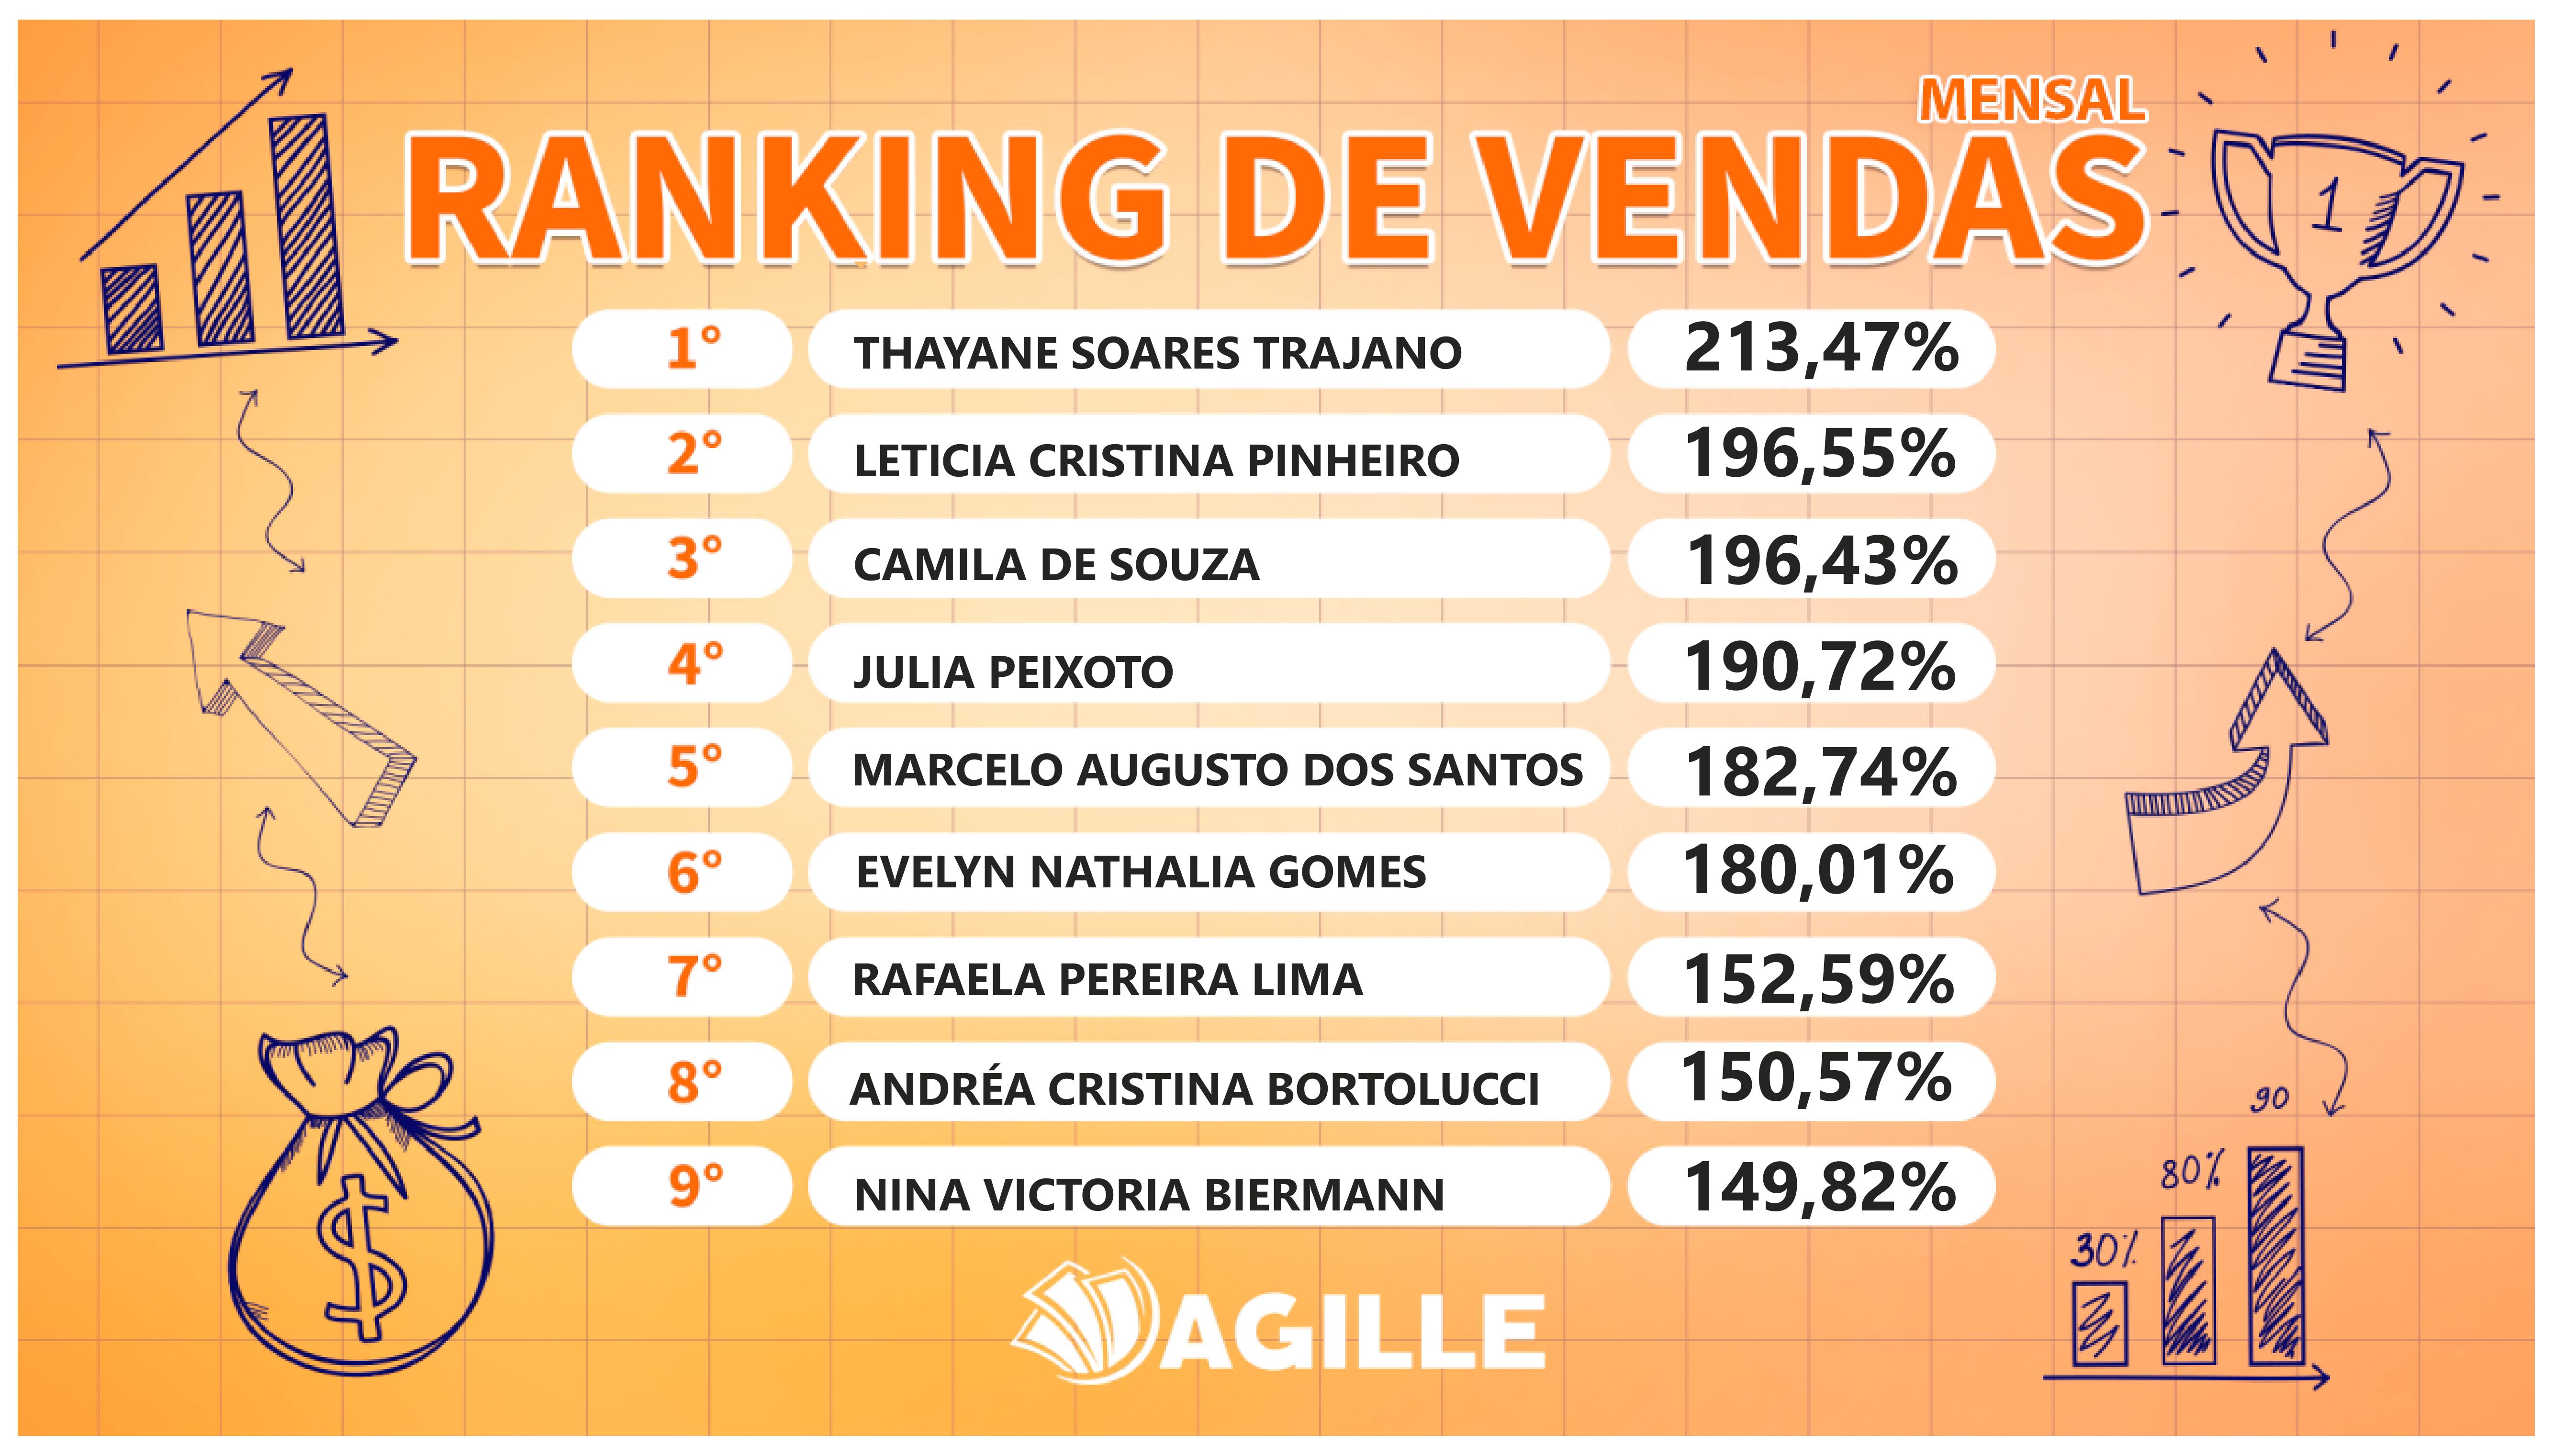 MENSAL
RANKING DE VENDAS
1
1° THAYANE SOARES TRAJANO 213,47%
2° LETICIA CRISTINA PINHEIRO 196,55%
3° CAMILA DE SOUZA 196,43%
4° JULIA PEIXOTO 190,72%
5° MARCELO AUGUSTO DOS SANTOS 182,74%
6° EVELYN NATHALIA GOMES 180,01%
7° RAFAELA PEREIRA LIMA 152,59%
8° ANDRÉA CRISTINA BORTOLUCCI 150,57%
9° NINA VICTORIA BIERMANN 149,82%
$
30%
80%
90
AGILLE